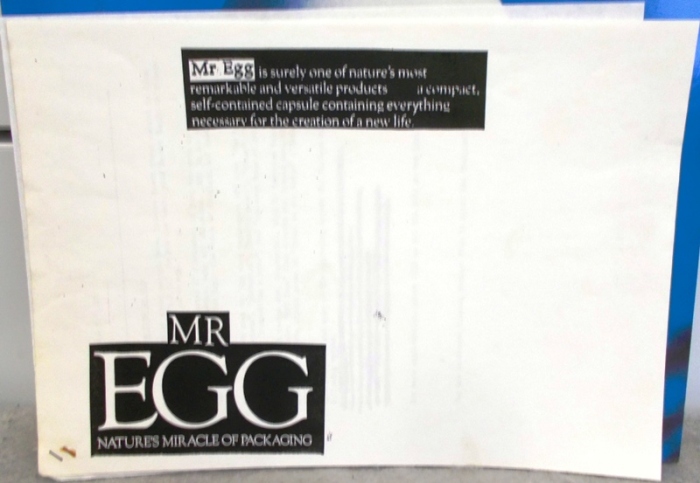 Mr Egg is surely one of nature's most
remarkable and versatile products a compact,
self-contained capsule containing everything
necessary for the creation of a new life.
MR
EGG
NATURE'S MIRACLE OF PACKAGING